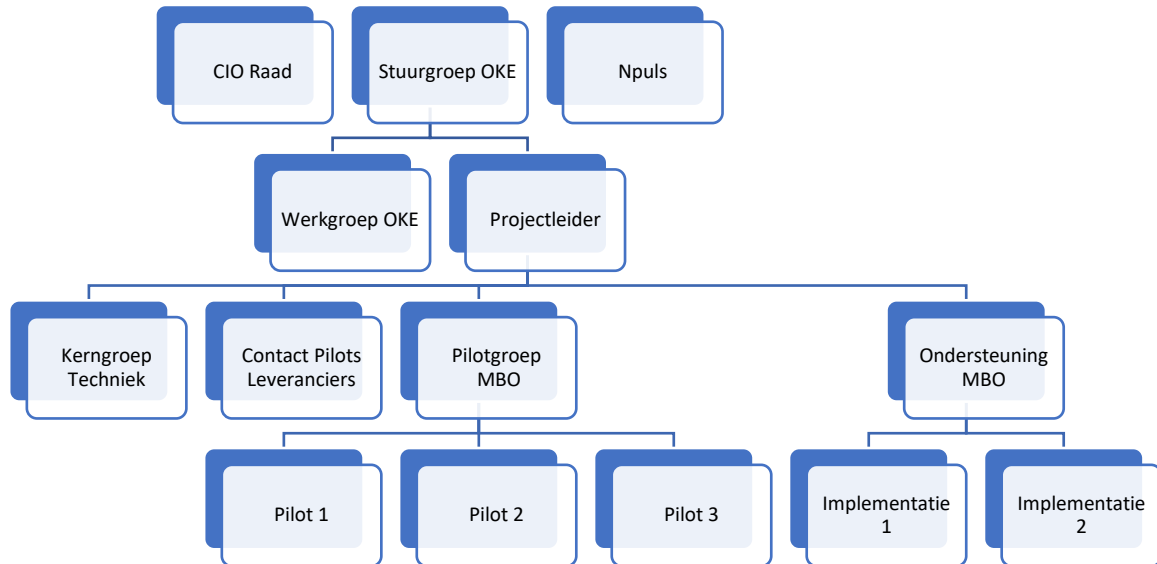 CIO Raad
Stuurgroep OKE
Npuls
Werkgroep OKE
Projectleider
Kerngroep
Techniek
Contact Pilots
Leveranciers
Pilotgroep
MBO
Ondersteuning
MBO
Pilot 1
Pilot 2
Pilot 3
Implementatie
1
Implementatie
2